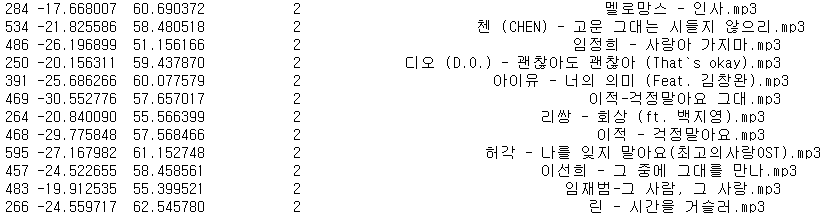 284 -17.668007 60.690372 2 멜로망스 - 인사.mp3
534 -21.825586 58.480518 2 첸 (CHEN) - 고운 그대는 시들지 않으리.mp3
486 -26.196899 51.156166 2 임정희 - 사랑아 가지마.mp3
250 -20.156311 59.437870 2 디오 (D.O.) - 괜찮아도 괜찮아 (That`s okay).mp3
391 -25.686266 60.077579 2 아이유 - 너의 의미 (Feat. 김창완).mp3
469 -30.552776 57.657017 2 이적-걱정말아요 그대.mp3
264 -20.840090 55.566399 2 리쌍 - 회상 (ft. 백지영).mp3
468 -29.775848 57.568466 2 이적 - 걱정말아요.mp3
595 -27.167982 61.152748 2 허각 - 나를 잊지 말아요(최고의사랑OST).mp3
457 -24.522655 58.458561 2 이선희 - 그 중에 그대를 만나.mp3
483 -19.912535 55.399521 2 임재범-그 사람, 그 사랑.mp3
266 -24.559717 62.545780 2 린 - 시간을 거슬러.mp3